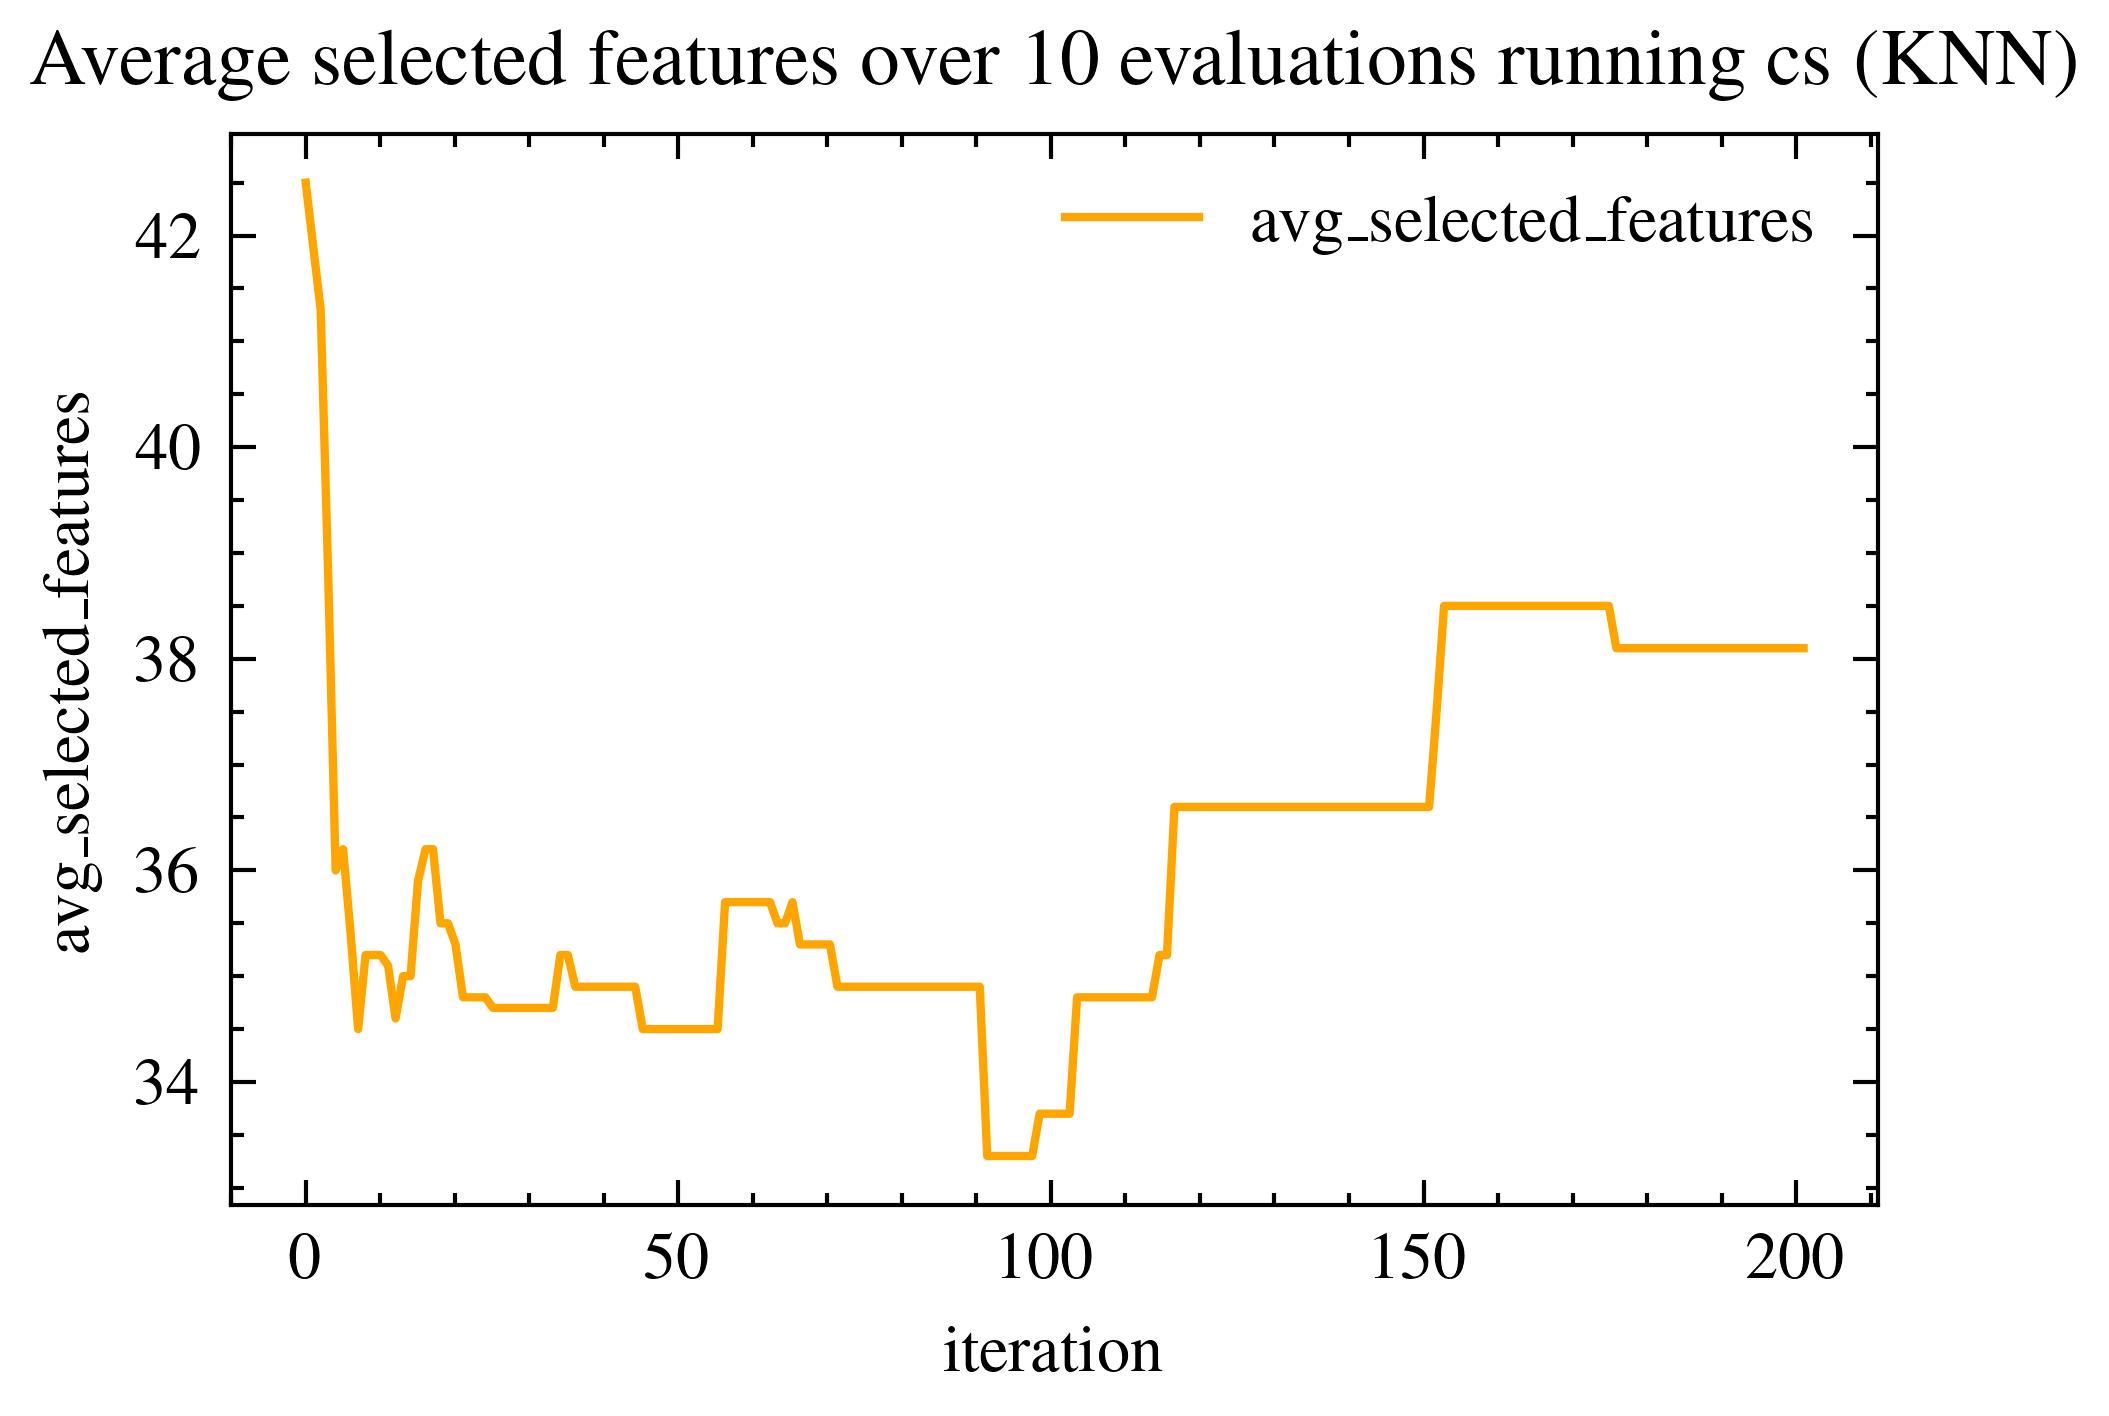 Average selected features over 10 evaluations running cs (KNN)
avg_selected_features
42
40
38
36
34
avg_selected_features
0 50 100 150 200
iteration